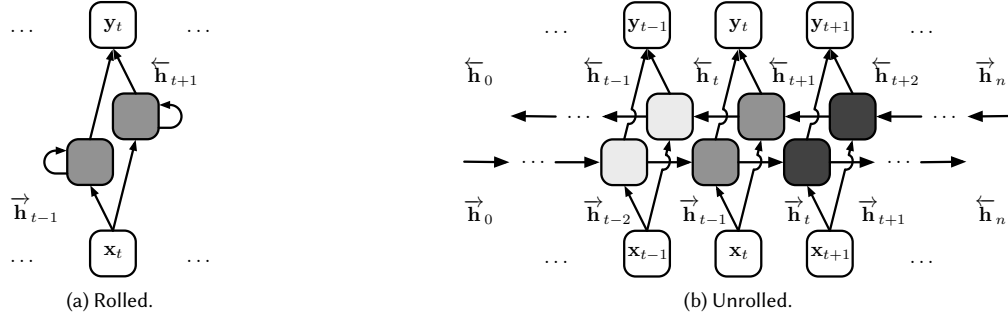 ... y_t ... ... y_{t−1} y_t y_{t+1} ...
h⃖_{t+1} h⃖_0 h⃖_{t−1} h⃖_t h⃖_{t+1} h⃖_{t+2} h⃗_n
... ...
... ...
h⃗_{t−1} h⃗_0 h⃗_{t−2} h⃗_{t−1} h⃗_t h⃗_{t+1} h⃖_n
... x_t ... ... x_{t−1} x_t x_{t+1} ...
(a) Rolled. (b) Unrolled.